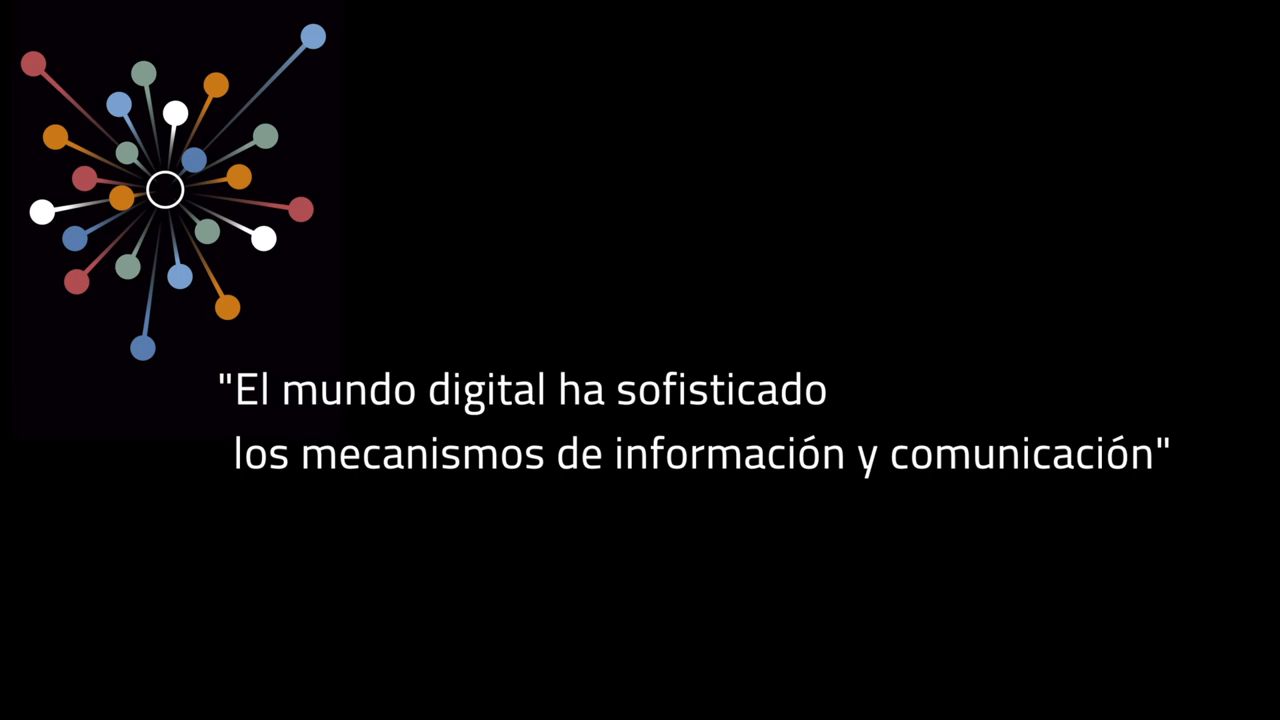 "El mundo digital ha sofisticado
los mecanismos de información y comunicación"